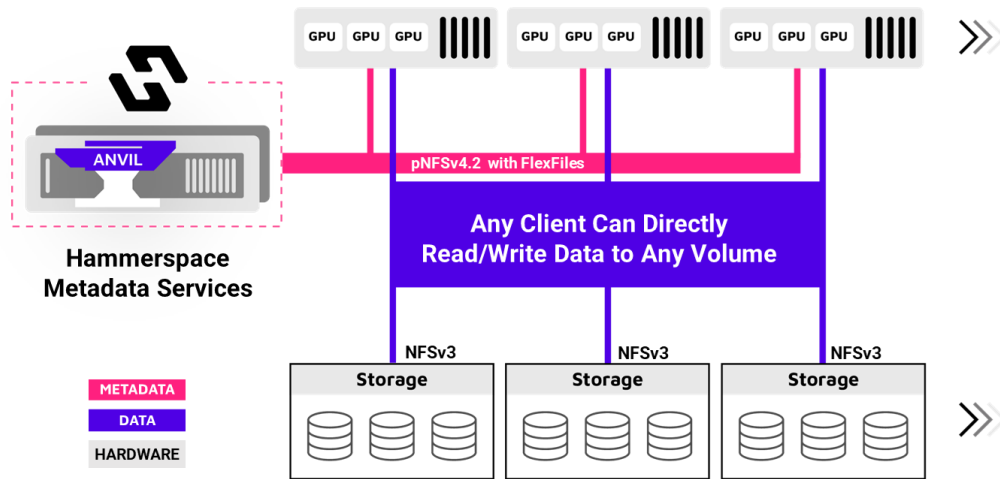 GPU GPU GPU
GPU GPU GPU
GPU GPU GPU
ANVIL
pNFSv4.2 with FlexFiles
Any Client Can Directly
Read/Write Data to Any Volume
Hammerspace
Metadata Services
NFSv3
NFSv3
NFSv3
Storage
Storage
Storage
METADATA
DATA
HARDWARE